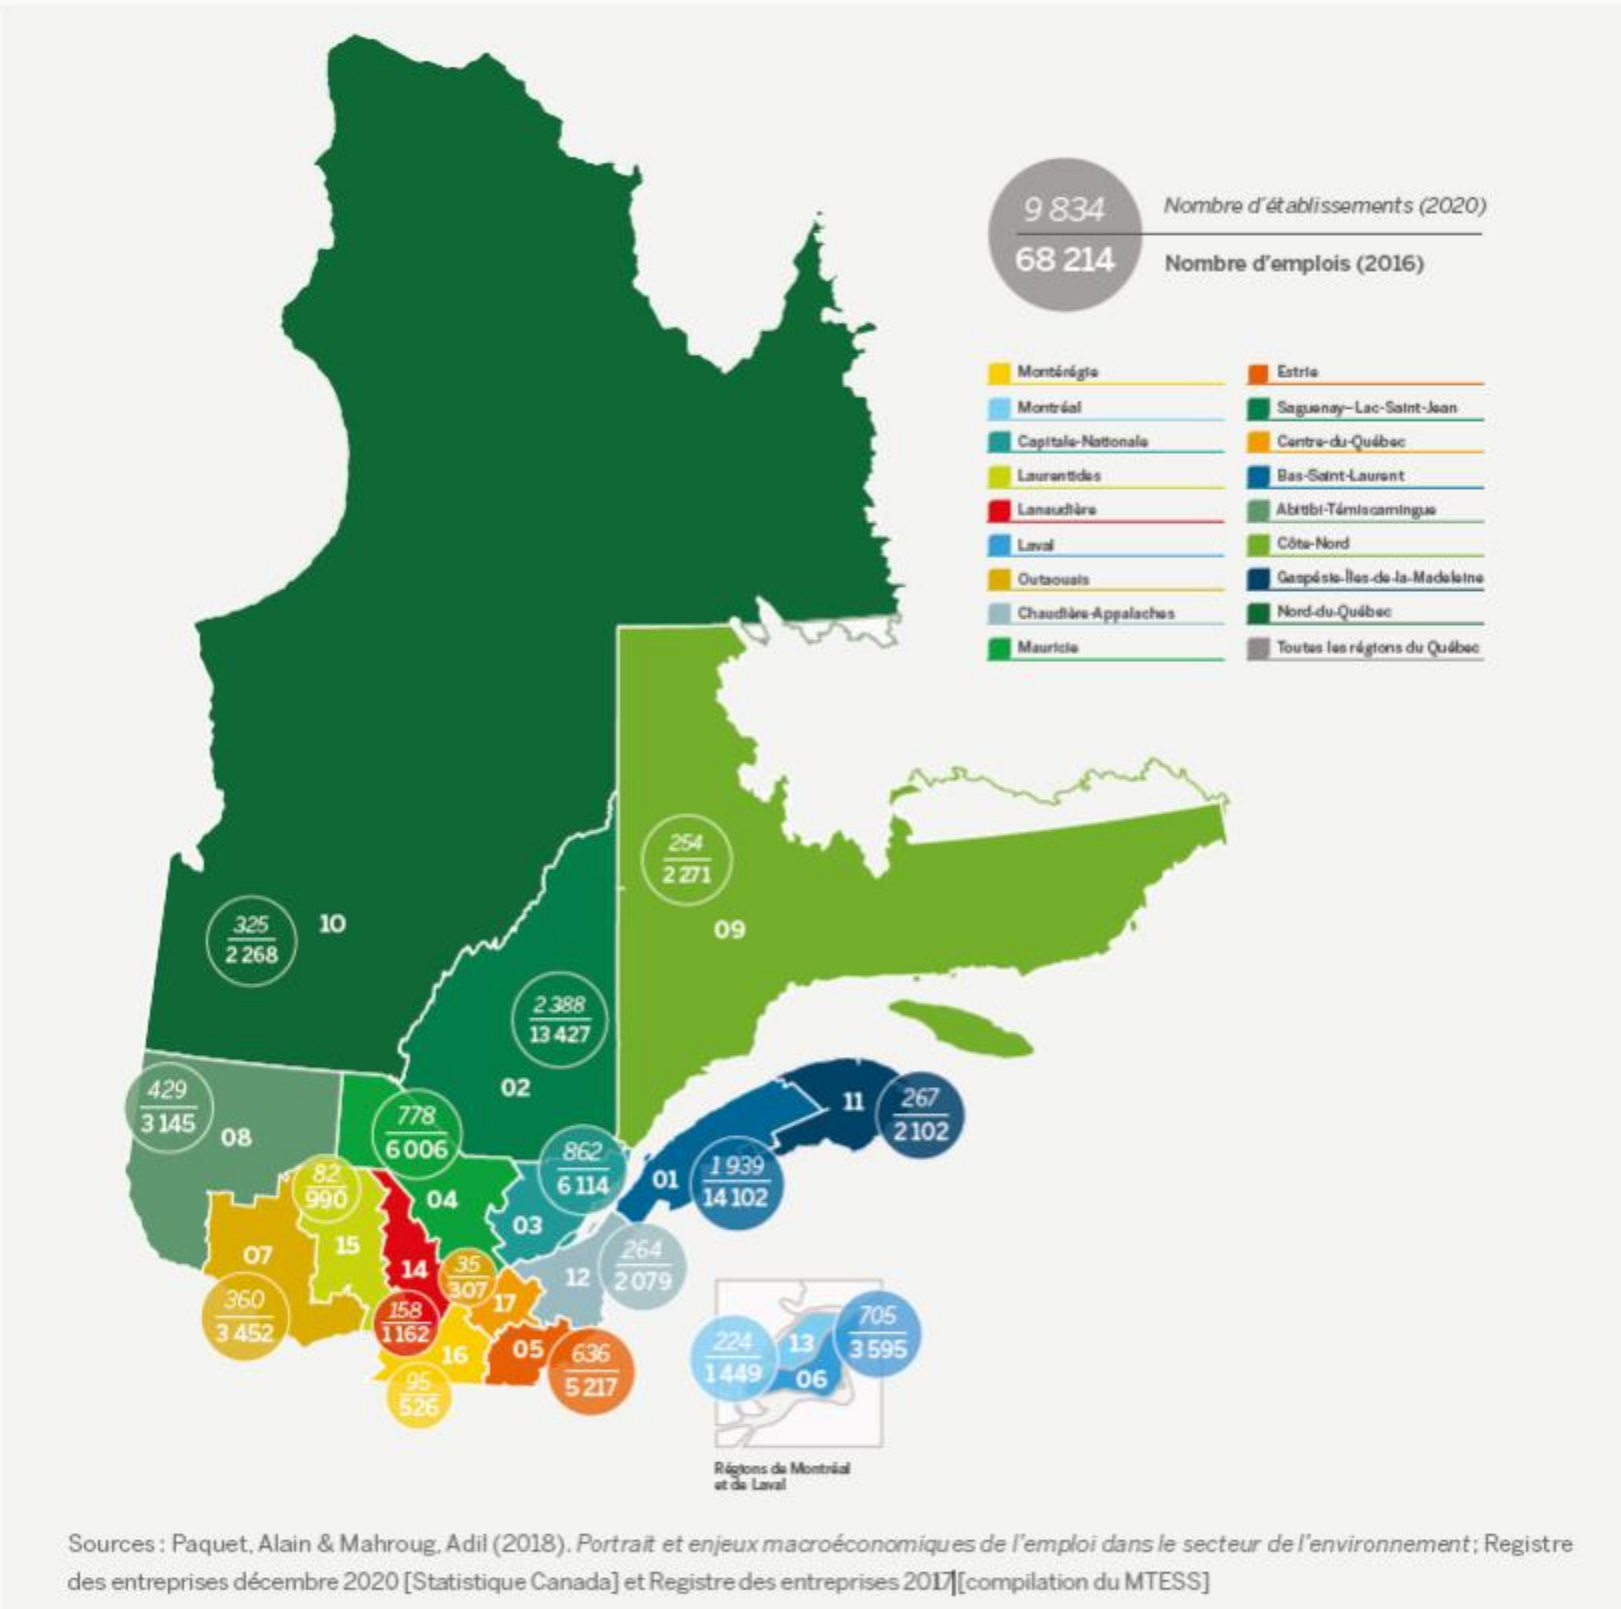 9 834
Nombre d'établissements (2020)
68 214
Nombre d'emplois (2016)
Montérégie
Estrie
Montréal
Saguenay–Lac-Saint-Jean
Capitale-Nationale
Centre-du-Québec
Laurentides
Bas-Saint-Laurent
Lanaudière
Abitibi-Témiscamingue
Laval
Côte-Nord
Outaouais
Gaspésie-Îles-de-la-Madeleine
Chaudière-Appalaches
Nord-du-Québec
Mauricie
Toutes les régions du Québec
254
2 271
09
325
2 268
10
2 388
13 427
02
429
3 145
08
778
6 006
04
862
6 114
03
11
267
2 102
01
1 939
14 102
82
990
15
07
360
3 452
14
158
1 162
35
307
17
12
264
2 079
16
95
526
05
636
5 217
224
1 449
13
06
705
3 595
Régions de Montréal
et de Laval
Sources : Paquet, Alain & Mahroug, Adil (2018). Portrait et enjeux macroéconomiques de l'emploi dans le secteur de l'environnement ; Registre
des entreprises décembre 2020 [Statistique Canada] et Registre des entreprises 2017 [compilation du MTESS]